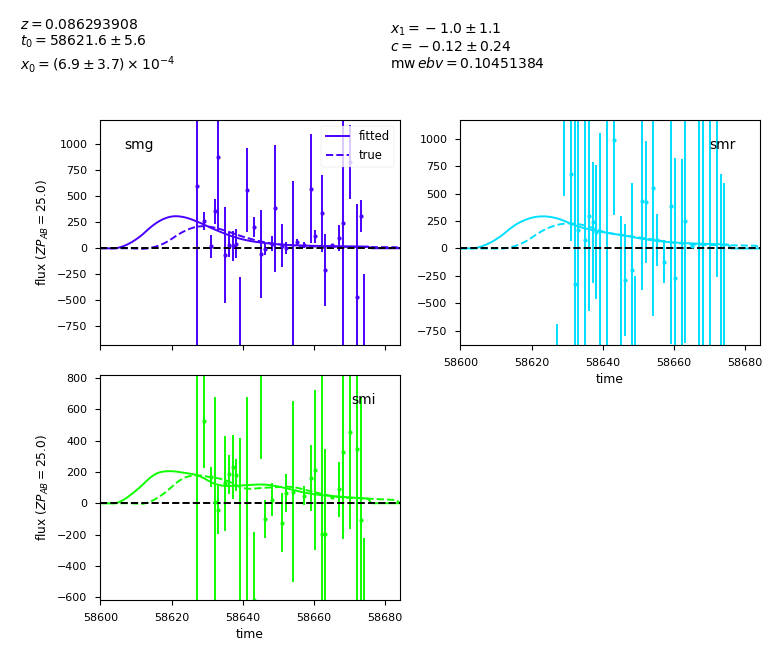 z = 0.086293908
t₀ = 58621.6 ± 5.6
x₀ = (6.9 ± 3.7) × 10⁻⁴
x₁ = −1.0 ± 1.1
c = −0.12 ± 0.24
mw ebv = 0.10451384
smg
fitted
true
1000
750
500
250
0
−250
−500
−750
flux (ZP_AB = 25.0)
smr
1000
750
500
250
0
−250
−500
−750
58600 58620 58640 58660 58680
time
smi
800
600
400
200
0
−200
−400
−600
flux (ZP_AB = 25.0)
58600 58620 58640 58660 58680
time